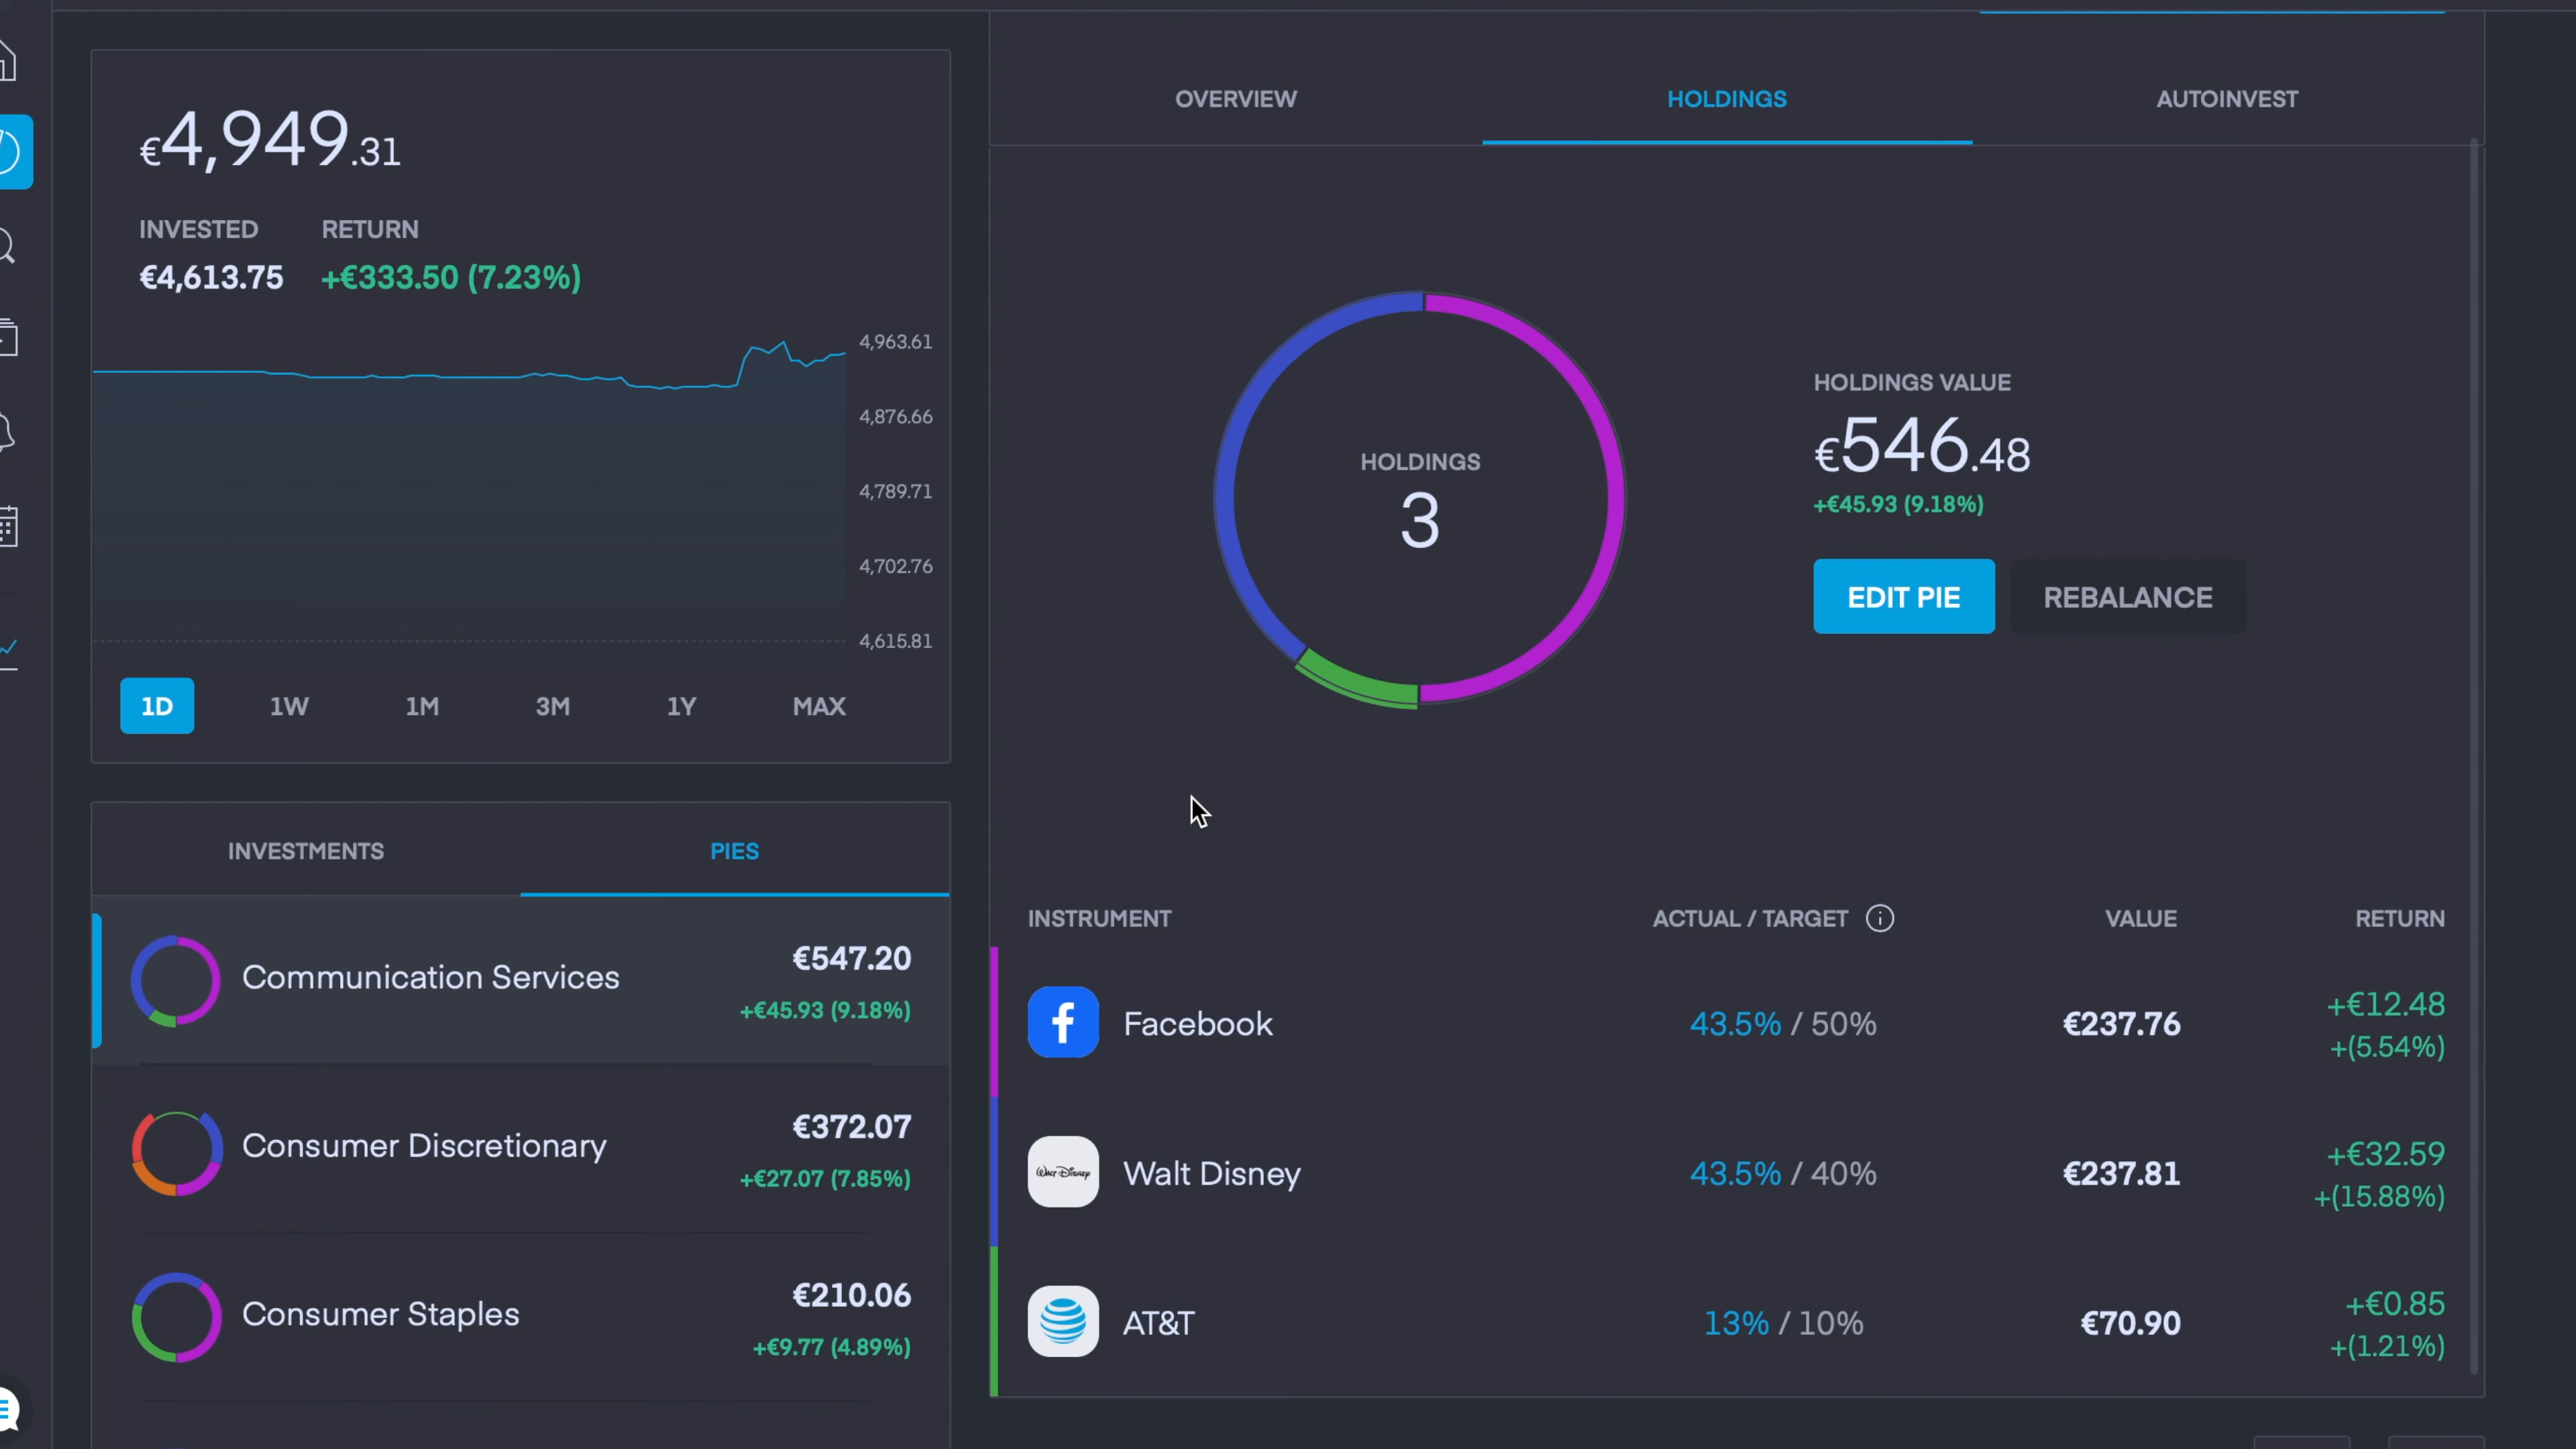 €4,949.31
INVESTED RETURN
€4,613.75 +€333.50 (7.23%)
4,963.61
4,876.66
4,789.71
4,702.76
4,615.81
1D 1W 1M 3M 1Y MAX
INVESTMENTS PIES
Communication Services €547.20
+€45.93 (9.18%)
Consumer Discretionary €372.07
+€27.07 (7.85%)
Consumer Staples €210.06
+€9.77 (4.89%)
OVERVIEW HOLDINGS AUTOINVEST
HOLDINGS
3
HOLDINGS VALUE
€546.48
+€45.93 (9.18%)
EDIT PIE REBALANCE
INSTRUMENT ACTUAL / TARGET i VALUE RETURN
f Facebook 43.5% / 50% €237.76 +€12.48
+(5.54%)
Walt Disney Walt Disney 43.5% / 40% €237.81 +€32.59
+(15.88%)
AT&T 13% / 10% €70.90 +€0.85
+(1.21%)